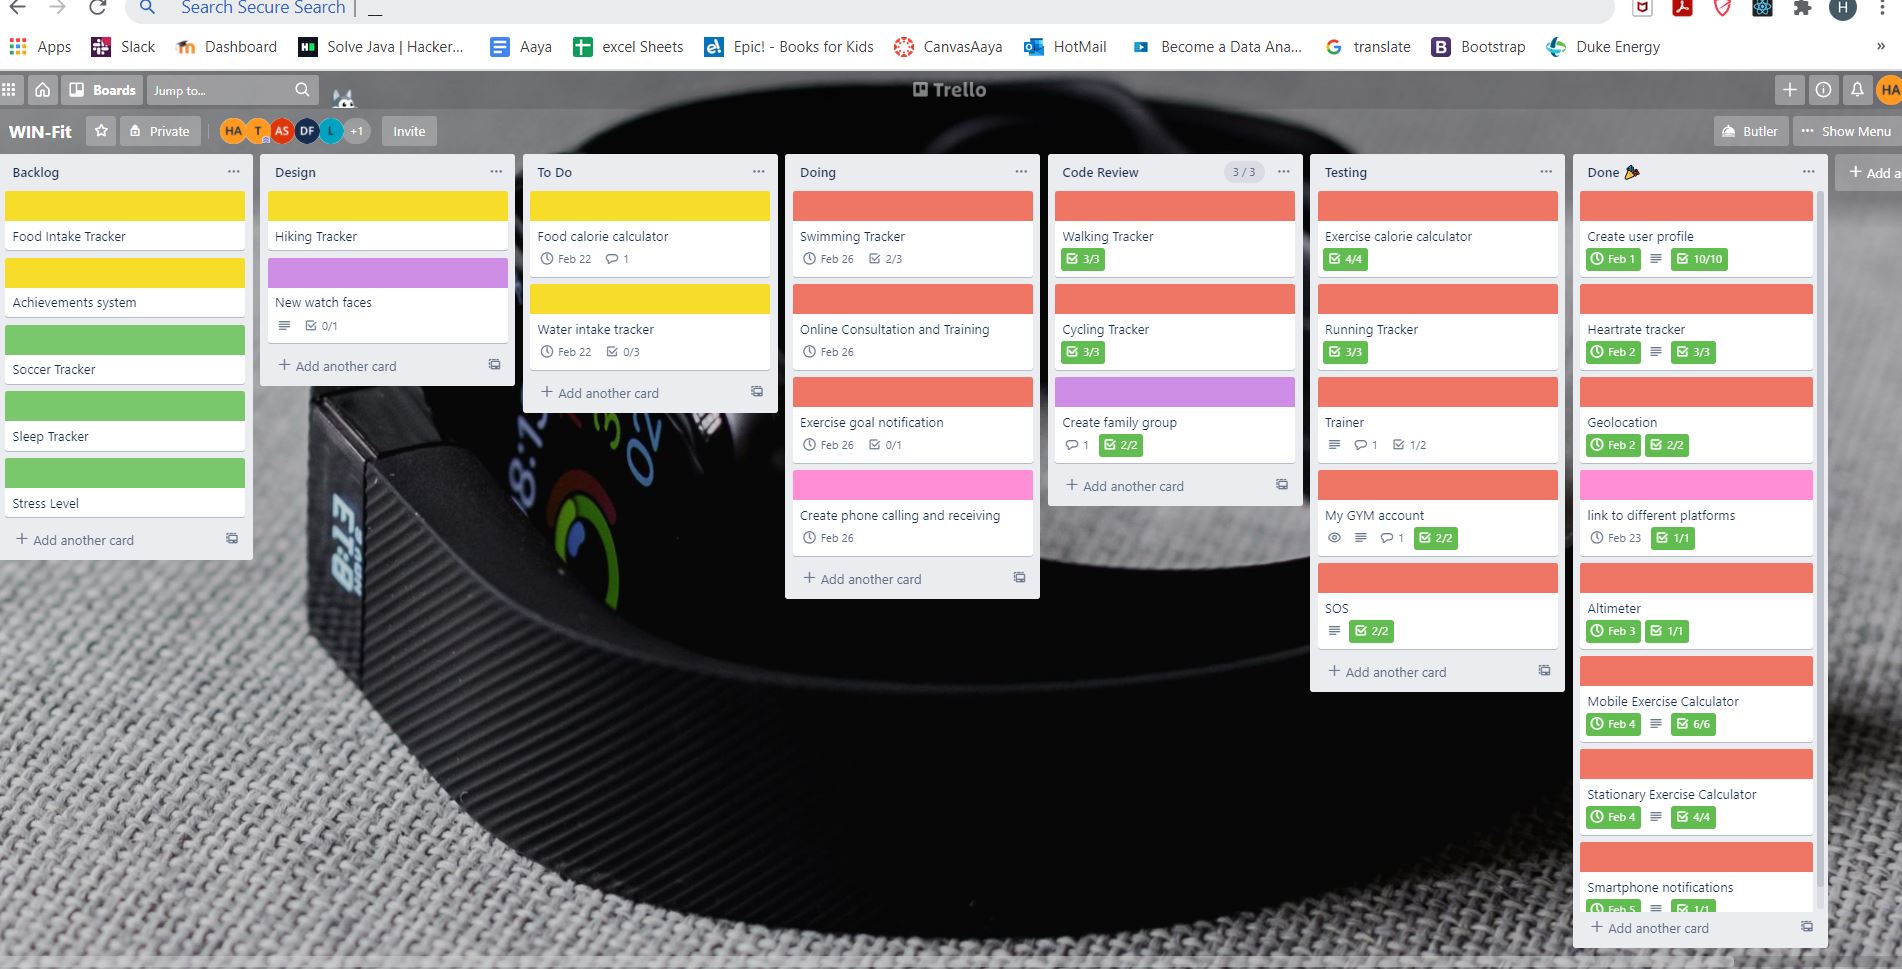 Search Secure Search
H
Apps
Slack
Dashboard
Solve Java | Hacker...
Aaya
excel Sheets
Epic! - Books for Kids
CanvasAaya
HotMail
Become a Data Ana...
translate
Bootstrap
Duke Energy
»
Boards
Jump to...
Trello
HA
WIN-Fit
Private
HA
T
AS
DF
L
+1
Invite
Butler
Show Menu
Backlog
Food Intake Tracker
Achievements system
Soccer Tracker
Sleep Tracker
Stress Level
+ Add another card
Design
Hiking Tracker
New watch faces
0/1
+ Add another card
To Do
Food calorie calculator
Feb 22 1
Water intake tracker
Feb 22 0/3
+ Add another card
Doing
Swimming Tracker
Feb 26 2/3
Online Consultation and Training
Feb 26
Exercise goal notification
Feb 26 0/1
Create phone calling and receiving
Feb 26
+ Add another card
Code Review 3 / 3
Walking Tracker
3/3
Cycling Tracker
3/3
Create family group
1 2/2
+ Add another card
Testing
Exercise calorie calculator
4/4
Running Tracker
3/3
Trainer
1 1/2
My GYM account
1 2/2
SOS
2/2
+ Add another card
Done 🎉
Create user profile
Feb 1 10/10
Heartrate tracker
Feb 2 3/3
Geolocation
Feb 2 2/2
link to different platforms
Feb 23 1/1
Altimeter
Feb 3 1/1
Mobile Exercise Calculator
Feb 4 6/6
Stationary Exercise Calculator
Feb 4 4/4
Smartphone notifications
Feb 5 1/1
+ Add another card
+ Add a